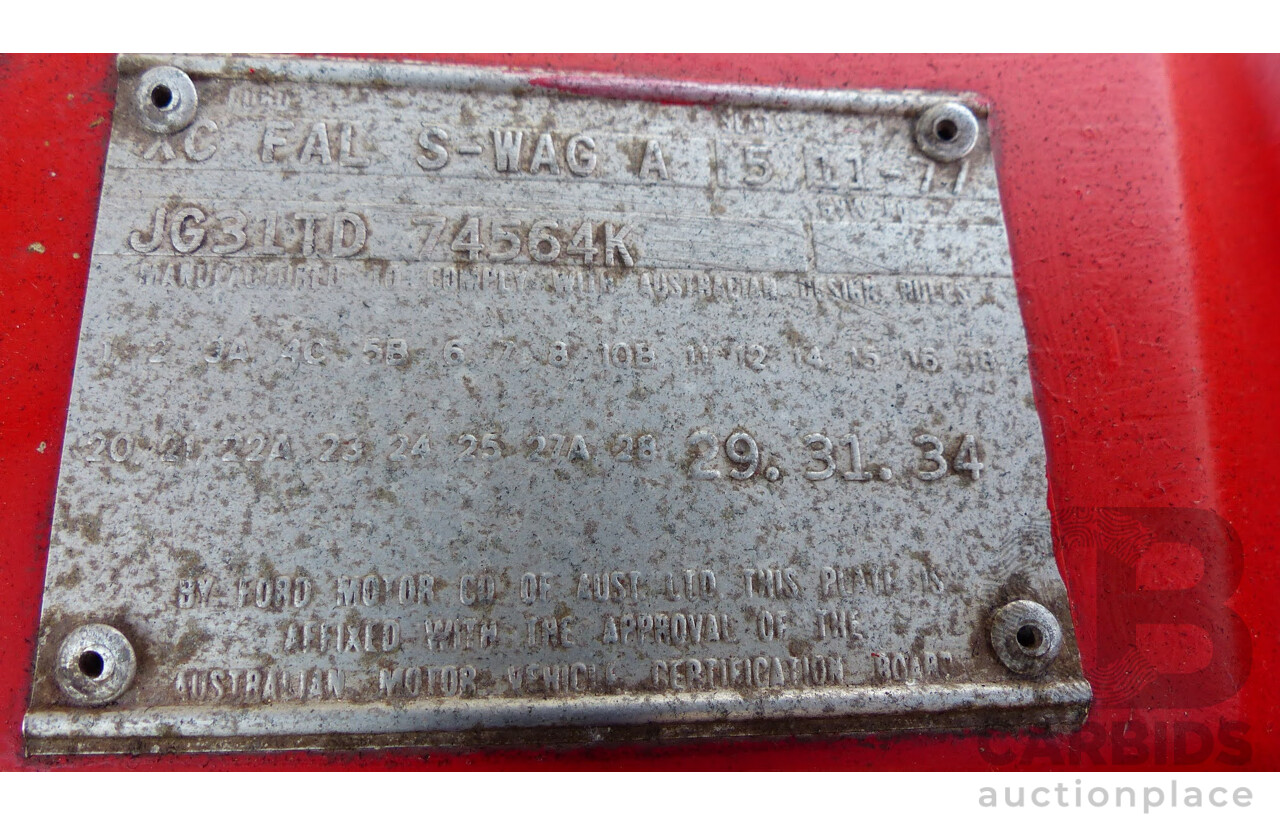 FORD
XC FAL S-WAG A 5 11-77
JG31TD 74564K
MANUFACTURED TO COMPLY WITH AUSTRALIAN DESIGN RULES
1 2 3A 4C 5B 6 7 8 10B 11 12 14 15 16 18
20 21 22A 23 24 25 27A 28 29. 31. 34
BY FORD MOTOR CO OF AUST. LTD THIS PLATE IS
AFFIXED WITH THE APPROVAL OF THE
AUSTRALIAN MOTOR VEHICLE CERTIFICATION BOARD
B
CARBIDS
auctionplace